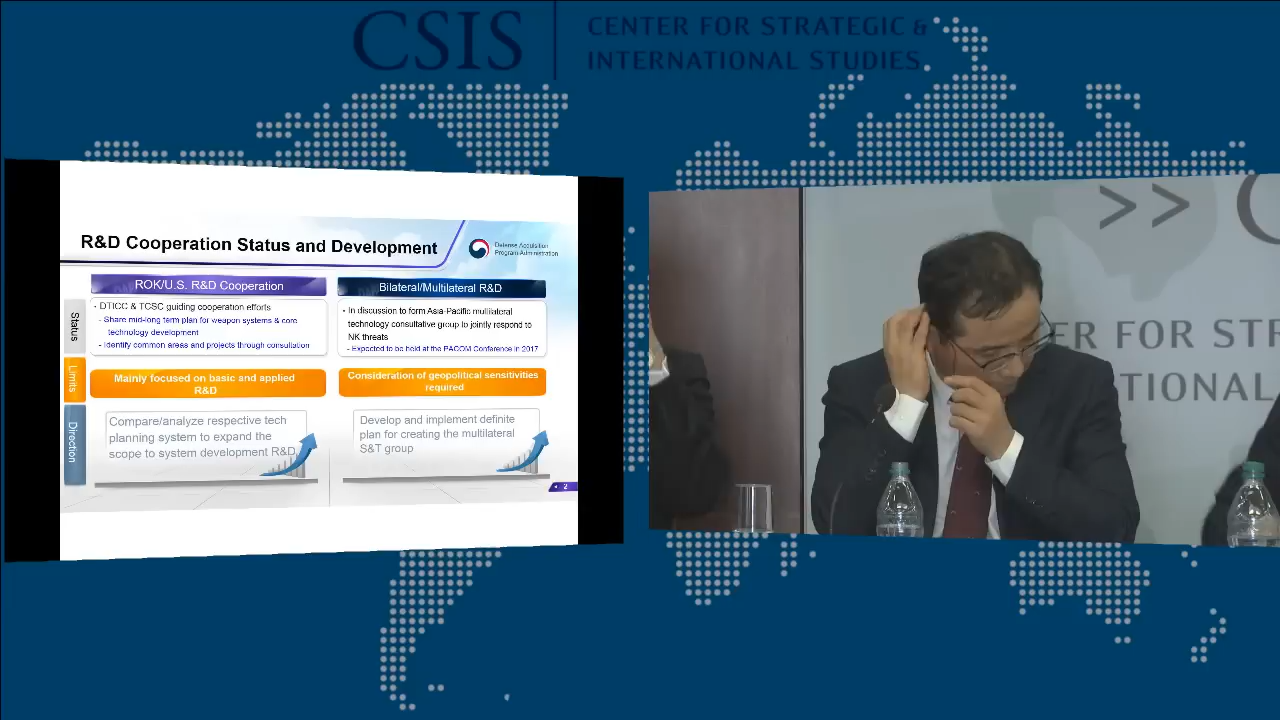 CSIS
CENTER FOR STRATEGIC &
INTERNATIONAL STUDIES
R&D Cooperation Status and Development
Defense Acquisition
Program Administration
ROK/U.S. R&D Cooperation
Bilateral/Multilateral R&D
Status
- DTICC & TCSC guiding cooperation efforts
- Share mid-long term plan for weapon systems & core
technology development
- Identify common areas and projects through consultation
- In discussion to form Asia-Pacific multilateral
technology consultative group to jointly respond to
NK threats
- Expected to be held at the PACOM Conference in 2017
Limits
Mainly focused on basic and applied
R&D
Consideration of geopolitical sensitivities
required
Direction
Compare/analyze respective tech
planning system to expand the
scope to system development R&D
Develop and implement definite
plan for creating the multilateral
S&T group
2
>> C
ER FOR STR
TIONAL